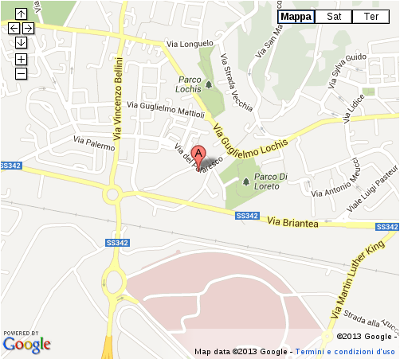 Mappa
Sat
Ter
Via Longuelo
Via San Ma
Via Sylva Guido
Parco
Lochis
Via Strada Vecchia
Via Lidice
Via Vincenzo Bellini
Via Guglielmo Mattioli
Via Guglielmo Lochis
Via Palermo
A
SS342
Parco Di
Loreto
Via Antonio Meucci
Viale Luigi Pasteur
SS342
Via Briantea
SS342
SS342
Via Martin Luther King
Strada alla
POWERED BY
Google
©2013 Google -
Map data ©2013 Google - Termini e condizioni d'uso